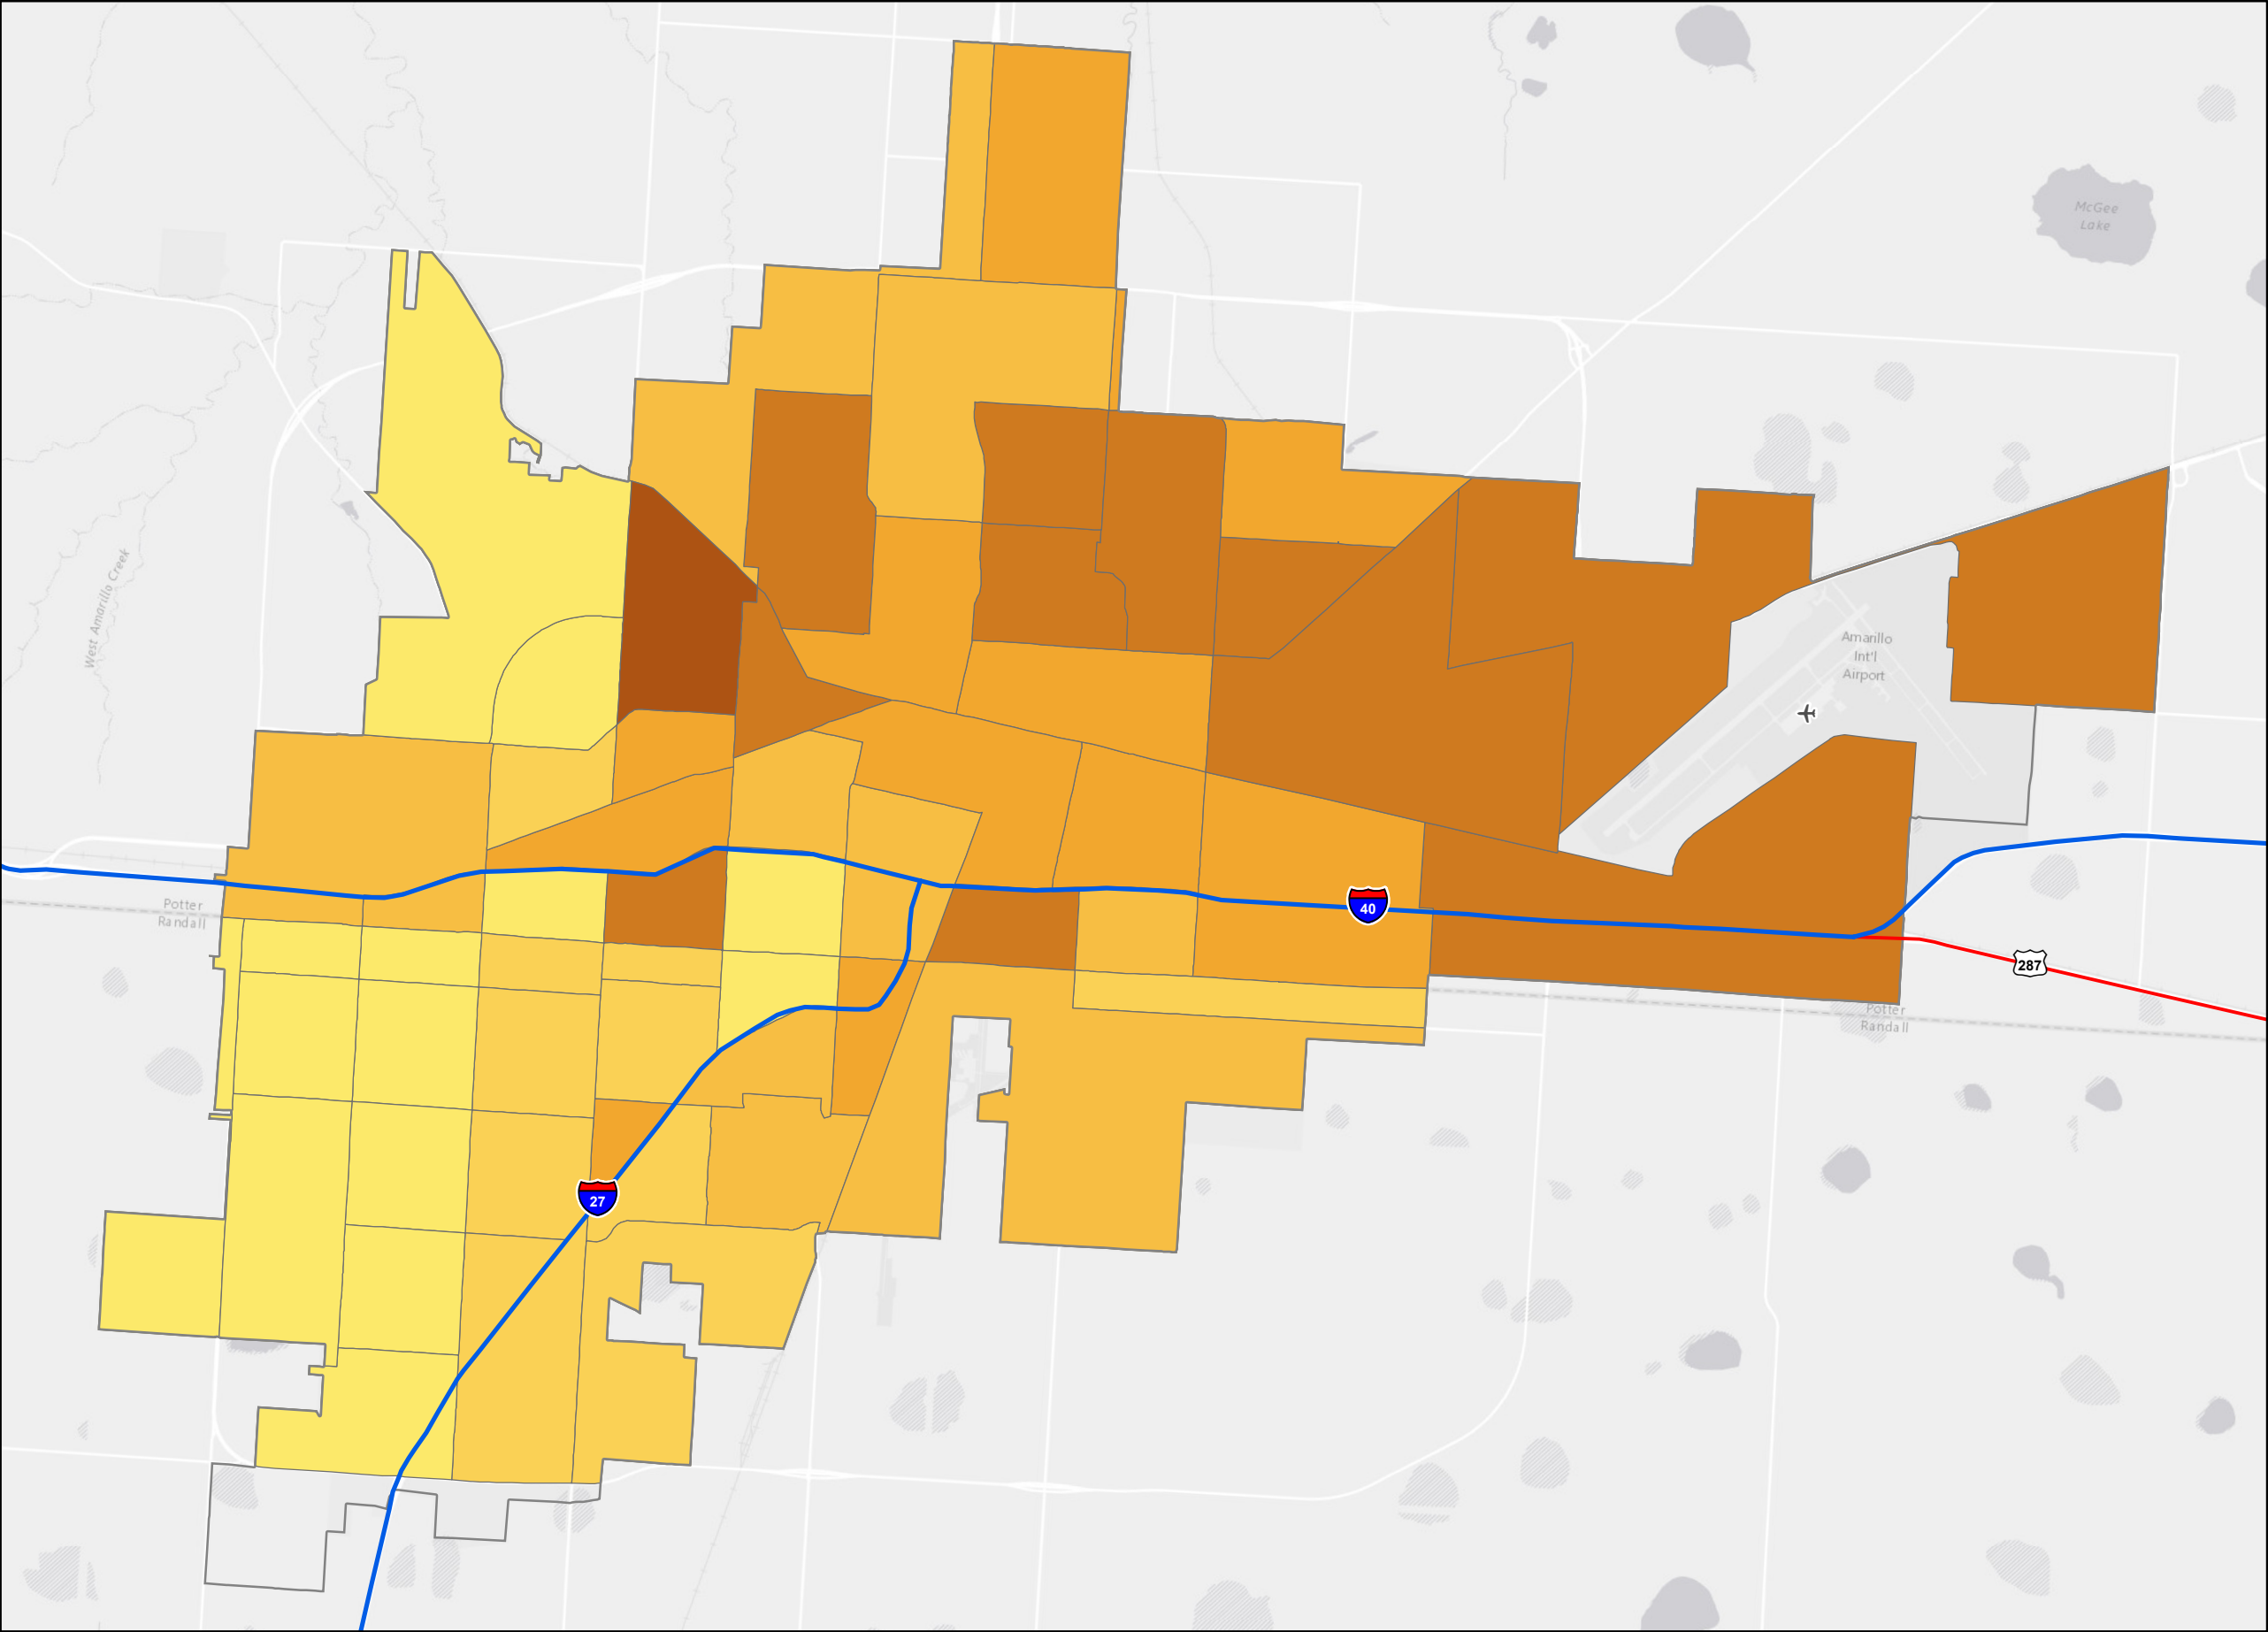 McGee
Lake
West Amarillo Creek
Amarillo
Int'l
Airport
Potter
Randall
40
287
Potter
Randall
27